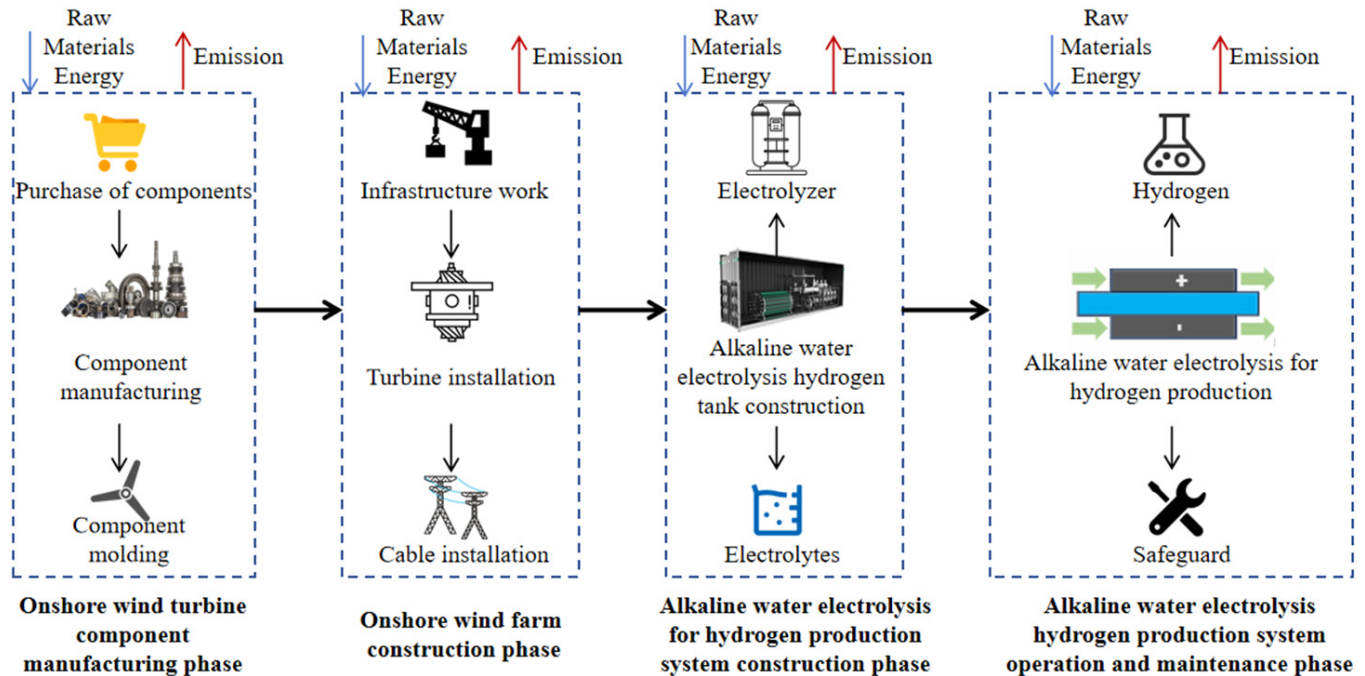 Raw
Materials
Energy
Emission
Purchase of components
Component
manufacturing
Component
molding
Onshore wind turbine
component
manufacturing phase
Raw
Materials
Energy
Emission
Infrastructure work
Turbine installation
Cable installation
Onshore wind farm
construction phase
Raw
Materials
Energy
Emission
Electrolyzer
Alkaline water
electrolysis hydrogen
tank construction
Electrolytes
Alkaline water electrolysis
for hydrogen production
system construction phase
Raw
Materials
Energy
Emission
Hydrogen
+
-
Alkaline water electrolysis for
hydrogen production
Safeguard
Alkaline water electrolysis
hydrogen production system
operation and maintenance phase